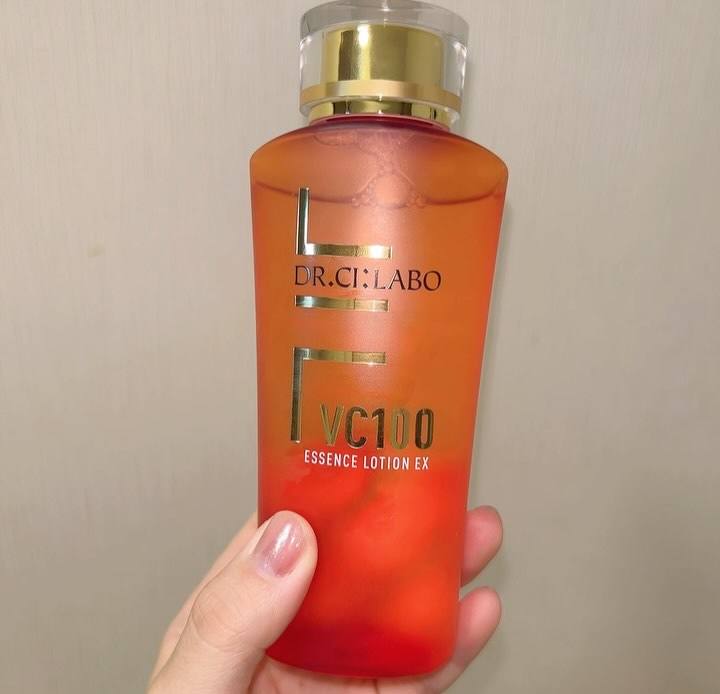 DR.CI:LABO
VC100
ESSENCE LOTION EX